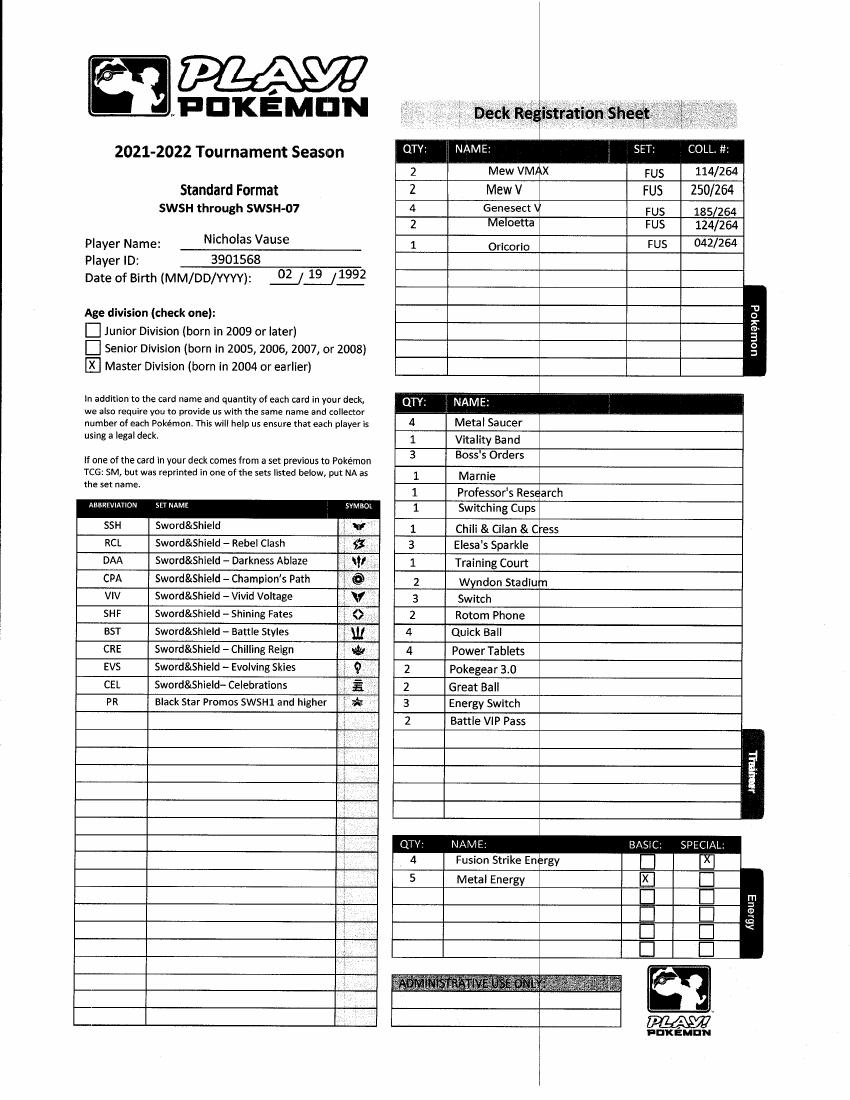 PLAY!
POKÉMON
Deck Registration Sheet
2021-2022 Tournament Season
Standard Format
SWSH through SWSH-07
Player Name: Nicholas Vause
Player ID: 3901568
Date of Birth (MM/DD/YYYY): 02 / 19 / 1992
Age division (check one):
Junior Division (born in 2009 or later)
Senior Division (born in 2005, 2006, 2007, or 2008)
X Master Division (born in 2004 or earlier)
In addition to the card name and quantity of each card in your deck,
we also require you to provide us with the same name and collector
number of each Pokémon. This will help us ensure that each player is
using a legal deck.
If one of the card in your deck comes from a set previous to Pokémon
TCG: SM, but was reprinted in one of the sets listed below, put NA as
the set name.
ABBREVIATION SET NAME SYMBOL
SSH Sword&Shield
RCL Sword&Shield – Rebel Clash
DAA Sword&Shield – Darkness Ablaze
CPA Sword&Shield – Champion's Path
VIV Sword&Shield – Vivid Voltage
SHF Sword&Shield – Shining Fates
BST Sword&Shield – Battle Styles
CRE Sword&Shield – Chilling Reign
EVS Sword&Shield – Evolving Skies
CEL Sword&Shield– Celebrations
PR Black Star Promos SWSH1 and higher
QTY: NAME: SET: COLL. #:
2 Mew VMAX FUS 114/264
2 Mew V FUS 250/264
4 Genesect V FUS 185/264
2 Meloetta FUS 124/264
1 Oricorio FUS 042/264
Pokémon
QTY: NAME:
4 Metal Saucer
1 Vitality Band
3 Boss's Orders
1 Marnie
1 Professor's Research
1 Switching Cups
1 Chili & Cilan & Cress
3 Elesa's Sparkle
1 Training Court
2 Wyndon Stadium
3 Switch
2 Rotom Phone
4 Quick Ball
4 Power Tablets
2 Pokegear 3.0
2 Great Ball
3 Energy Switch
2 Battle VIP Pass
Trainer
QTY: NAME: BASIC: SPECIAL:
4 Fusion Strike Energy X
5 Metal Energy X
Energy
ADMINISTRATIVE USE ONLY:
PLAY!
POKÉMON